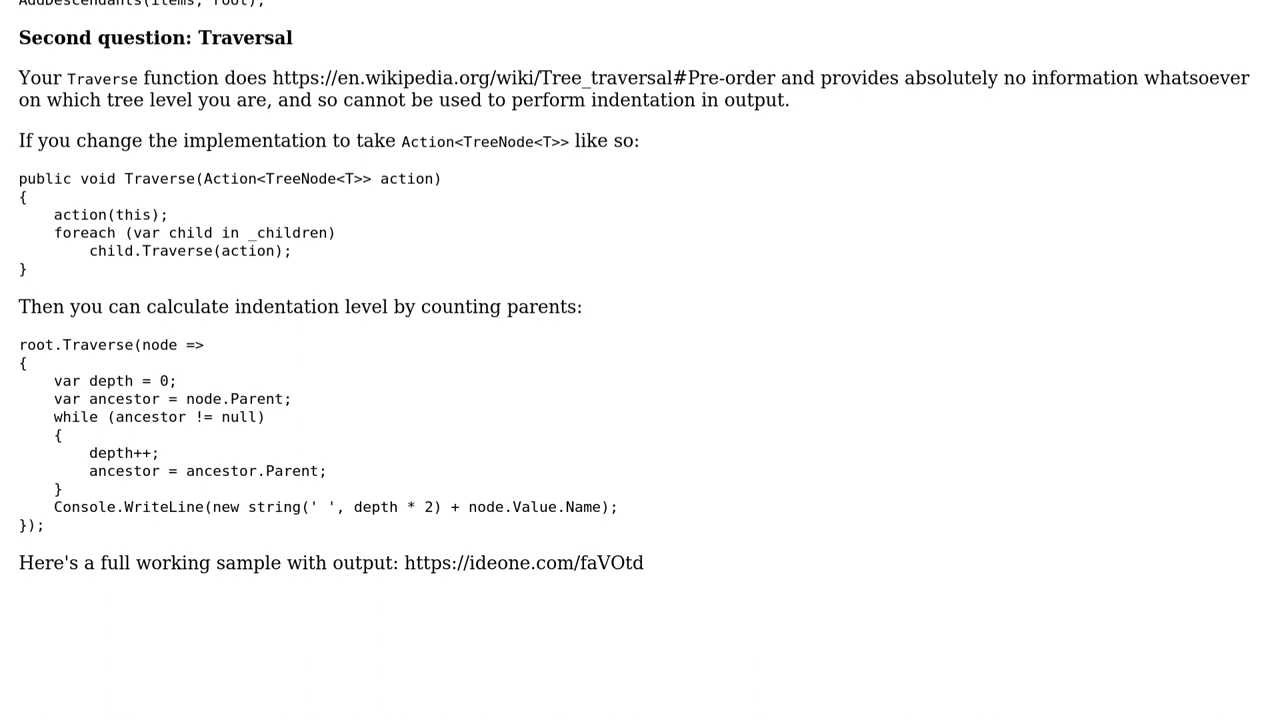 AddDescendants(items, root);
Second question: Traversal
Your Traverse function does https://en.wikipedia.org/wiki/Tree_traversal#Pre-order and provides absolutely no information whatsoever
on which tree level you are, and so cannot be used to perform indentation in output.
If you change the implementation to take Action<TreeNode<T>> like so:
public void Traverse(Action<TreeNode<T>> action)
{
    action(this);
    foreach (var child in _children)
        child.Traverse(action);
}
Then you can calculate indentation level by counting parents:
root.Traverse(node =>
{
    var depth = 0;
    var ancestor = node.Parent;
    while (ancestor != null)
    {
        depth++;
        ancestor = ancestor.Parent;
    }
    Console.WriteLine(new string(' ', depth * 2) + node.Value.Name);
});
Here's a full working sample with output: https://ideone.com/faVOtd